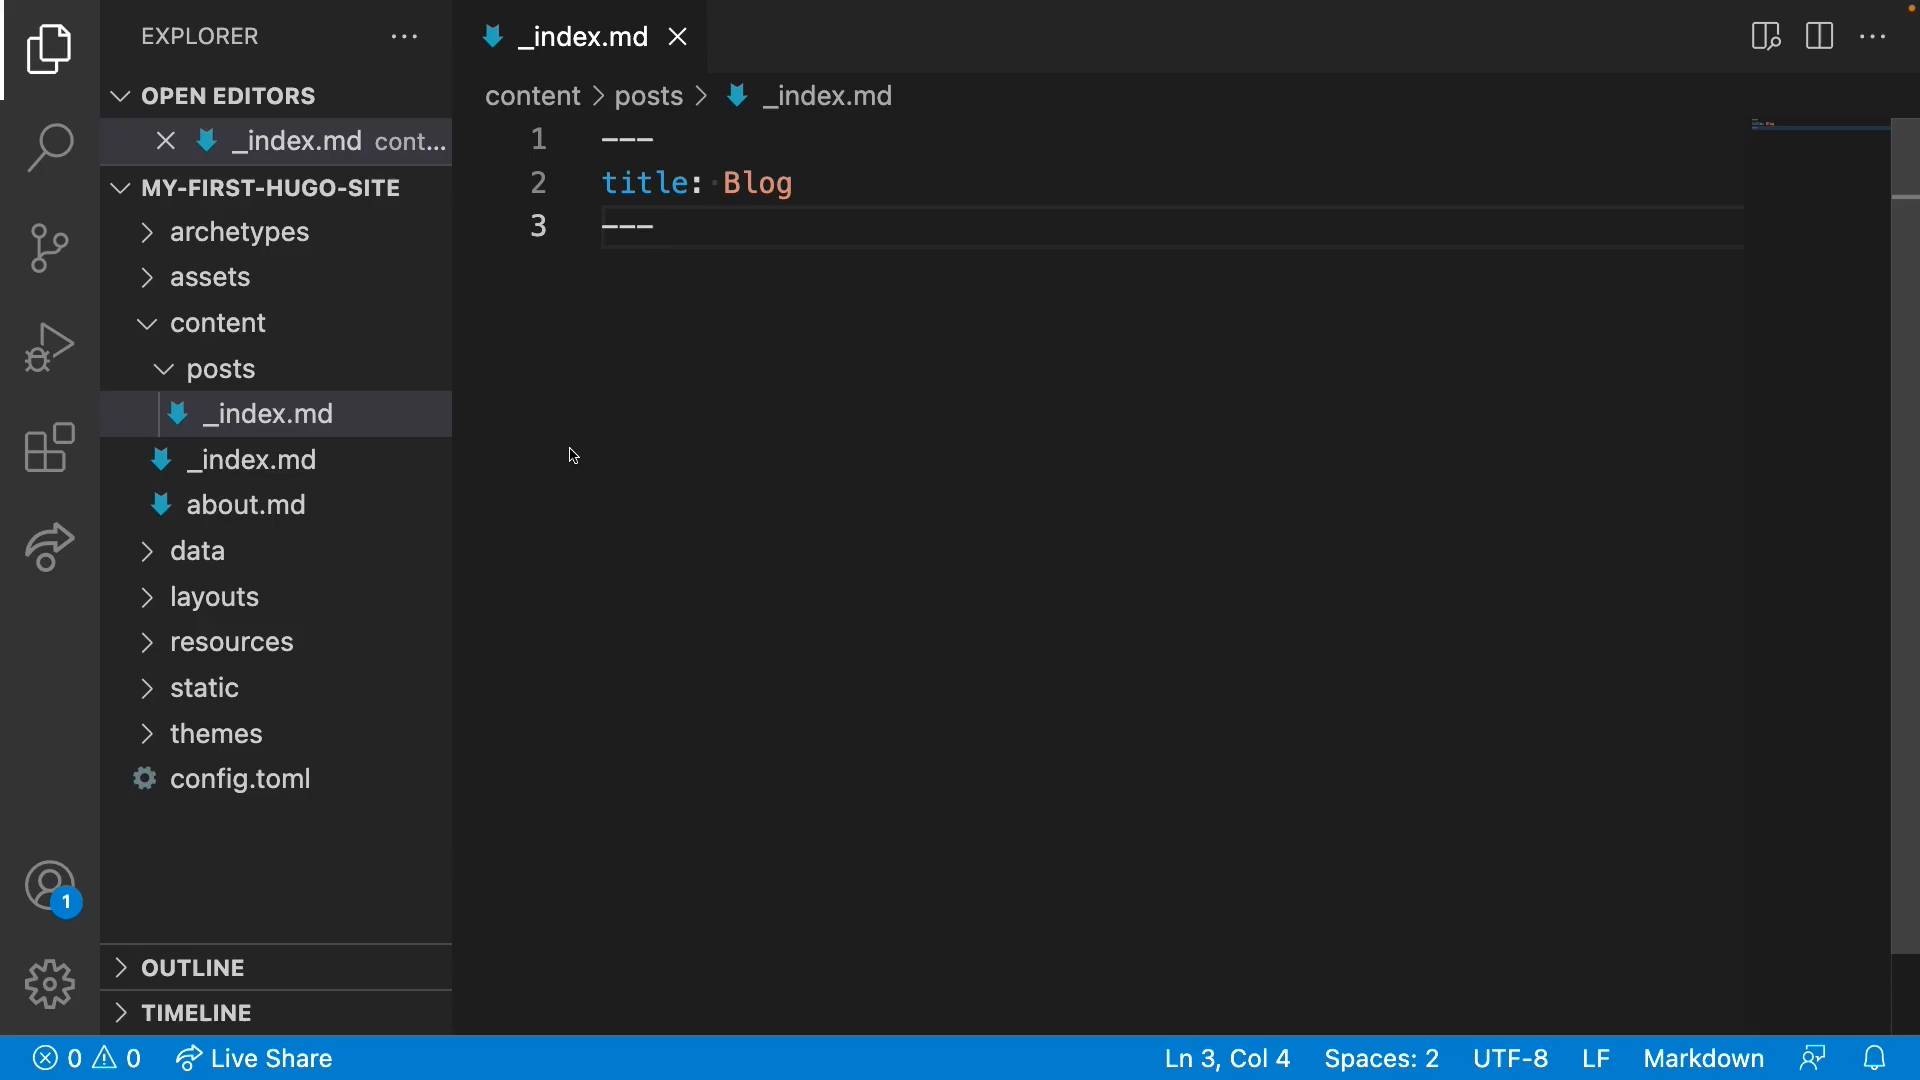 EXPLORER
_index.md
OPEN EDITORS
_index.md cont...
content > posts > _index.md
MY-FIRST-HUGO-SITE
archetypes
assets
content
posts
_index.md
_index.md
about.md
data
layouts
resources
static
themes
config.toml
OUTLINE
TIMELINE
1 ---
2 title: Blog
3 ---
1
0 0 Live Share
Ln 3, Col 4 Spaces: 2 UTF-8 LF Markdown